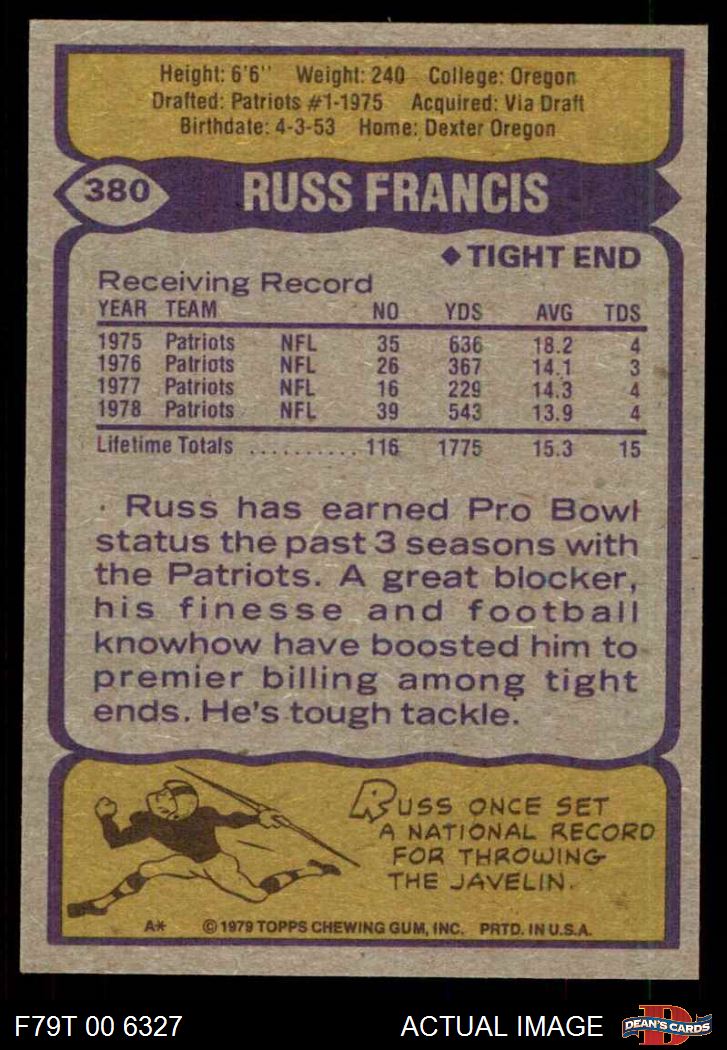 Height: 6'6" Weight: 240 College: Oregon
Drafted: Patriots #1-1975 Acquired: Via Draft
Birthdate: 4-3-53 Home: Dexter Oregon
380 RUSS FRANCIS
◆TIGHT END
Receiving Record
YEAR TEAM NO YDS AVG TDS
1975 Patriots NFL 35 636 18.2 4
1976 Patriots NFL 26 367 14.1 3
1977 Patriots NFL 16 229 14.3 4
1978 Patriots NFL 39 543 13.9 4
Lifetime Totals .......... 116 1775 15.3 15
Russ has earned Pro Bowl
status the past 3 seasons with
the Patriots. A great blocker,
his finesse and football
knowhow have boosted him to
premier billing among tight
ends. He's tough tackle.
RUSS ONCE SET
A NATIONAL RECORD
FOR THROWING
THE JAVELIN.
A* ©1979 TOPPS CHEWING GUM, INC. PRTD. IN U.S.A.
F79T 00 6327 ACTUAL IMAGE D DEAN'S CARDS